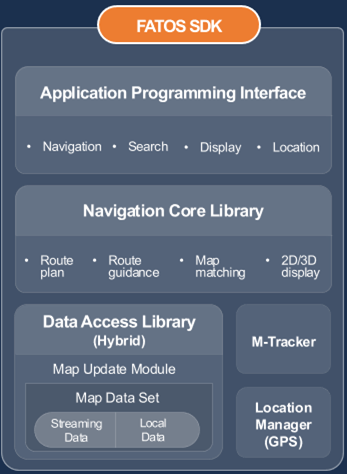 FATOS SDK
Application Programming Interface
• Navigation • Search • Display • Location
Navigation Core Library
• Route plan • Route guidance • Map matching • 2D/3D display
Data Access Library
(Hybrid)
Map Update Module
Map Data Set
Streaming Data
Local Data
M-Tracker
Location
Manager
(GPS)